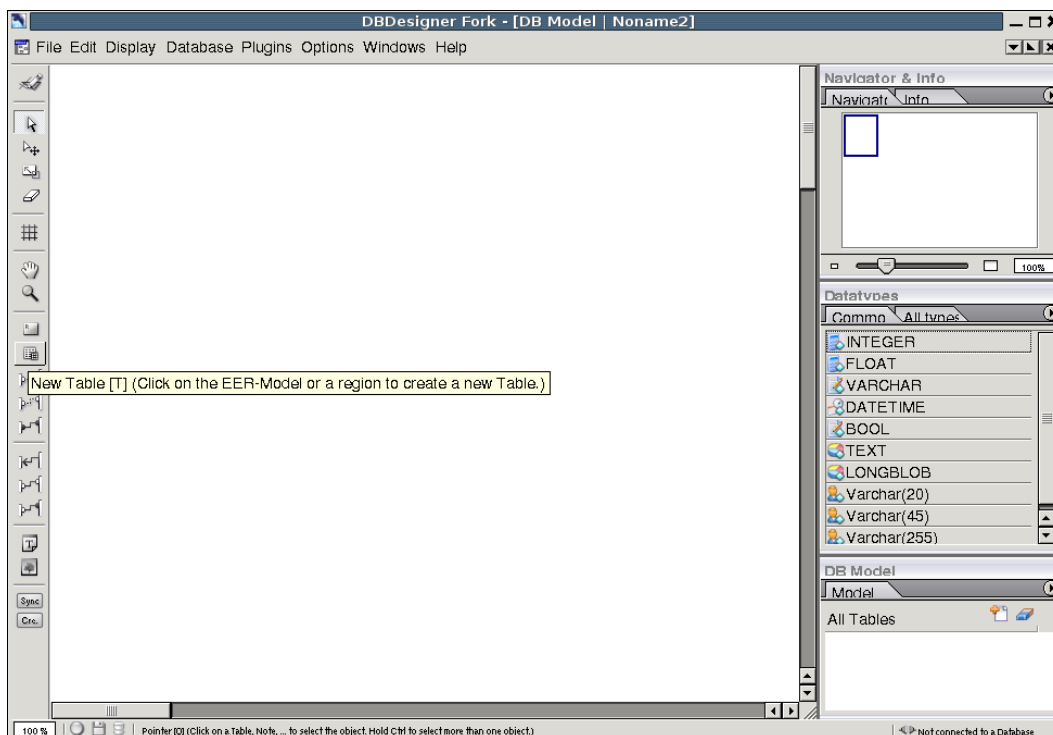 DBDesigner Fork - [DB Model | Noname2]
File Edit Display Database Plugins Options Windows Help
Navigator & Info
Navigatc Info
100%
Datatypes
Commo All types
INTEGER
FLOAT
VARCHAR
DATETIME
BOOL
TEXT
LONGBLOB
Varchar(20)
Varchar(45)
Varchar(255)
New Table [T] (Click on the EER-Model or a region to create a new Table.)
DB Model
Model
All Tables
Sync
Cre.
100 % Pointer [Q] (Click on a Table, Note, ... to select the object. Hold Ctrl to select more than one object.) Not connected to a Database